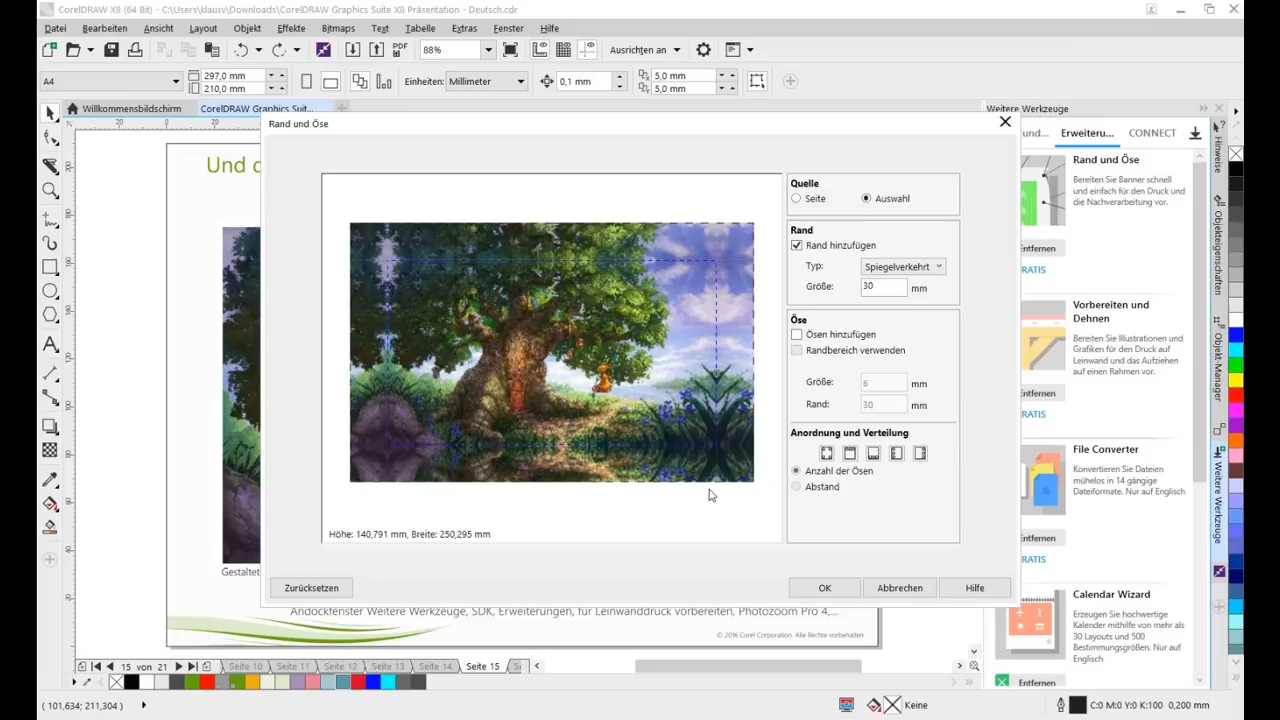 CorelDRAW X8 (64 Bit) - C:\Users\klausv\Downloads\CorelDRAW Graphics Suite X8 Präsentation - Deutsch.cdr
Datei Bearbeiten Ansicht Layout Objekt Effekte Bitmaps Text Tabelle Extras Fenster Hilfe
PDF 88% Ausrichten an
A4 297,0 mm 210,0 mm Einheiten: Millimeter 0,1 mm 5,0 mm 5,0 mm
Willkommensbildschirm CorelDRAW Graphics Suit... Weitere Werkzeuge
Rand und Öse
Und d
Quelle
Seite Auswahl
Rand
Rand hinzufügen
Typ: Spiegelverkehrt
Größe: 30 mm
Öse
Ösen hinzufügen
Randbereich verwenden
Größe: 6 mm
Rand: 30 mm
Anordnung und Verteilung
Anzahl der Ösen
Abstand
Höhe: 140,791 mm, Breite: 250,295 mm
Zurücksetzen OK Abbrechen Hilfe
Gestaltet
Andockfenster Weitere Werkzeuge, SDK, Erweiterungen, für Leinwanddruck vorbereiten, Photozoom Pro 4,...
© 2016 Corel Corporation. Alle Rechte vorbehalten
und... Erweiteru... CONNECT
Rand und Öse
Bereiten Sie Banner schnell
und einfach für den Druck und
die Nachverarbeitung vor.
Entfernen
GRATIS
Vorbereiten und
Dehnen
Bereiten Sie Illustrationen und
Grafiken für den Druck auf
Leinwand und das Aufziehen
auf einen Rahmen vor.
Entfernen
GRATIS
File Converter
Konvertieren Sie Dateien
mühelos in 14 gängige
Dateiformate. Nur auf Englisch
Entfernen
GRATIS
Calendar Wizard
Erzeugen Sie hochwertige
Kalender mithilfe von mehr als
30 Layouts und 500
Bestimmungsgrößen. Nur auf
Englisch
Entfernen
Hinweise
Objekteigenschaften
Objekt-Manager
Weitere Werkzeuge
15 von 21 Seite 10 Seite 11 Seite 12 Seite 13 Seite 14 Seite 15 S
( 101,634; 211,304 ) Keine C:0 M:0 Y:0 K:100 0,200 mm